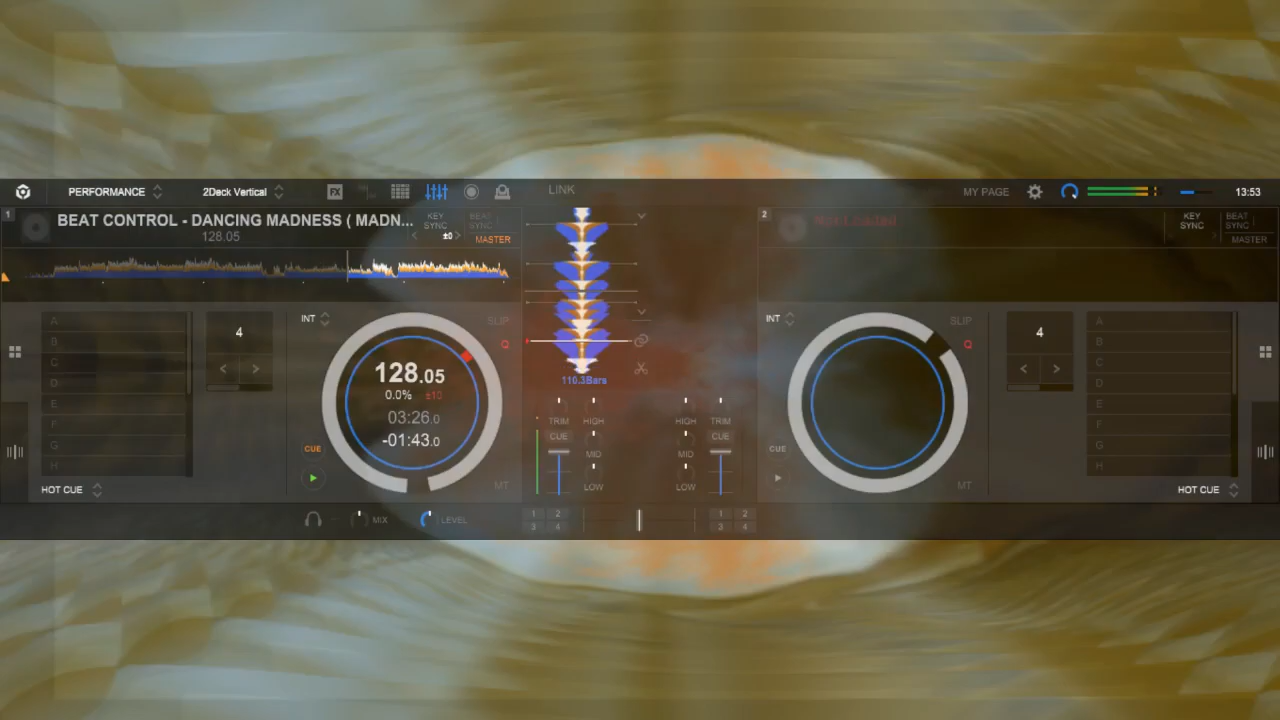 PERFORMANCE
2Deck Vertical
FX
LINK
MY PAGE
13:53
1
BEAT CONTROL - DANCING MADNESS ( MADN...
128.05
KEY SYNC
±0
BEAT SYNC
MASTER
2
Not Loaded
KEY SYNC
BEAT SYNC
MASTER
A
B
C
D
E
F
G
H
HOT CUE
4
INT
SLIP
Q
128.05
0.0% ±10
03:26.0
-01:43.0
CUE
MT
110.3Bars
TRIM HIGH
CUE
MID
LOW
HIGH TRIM
CUE
MID
LOW
INT
SLIP
Q
CUE
MT
4
A
B
C
D
E
F
G
H
HOT CUE
MIX
LEVEL
1 2
3 4
1 2
3 4